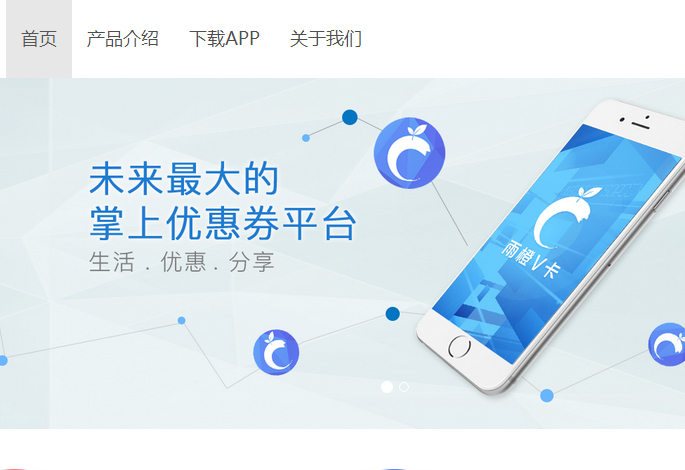 首页 产品介绍 下载APP 关于我们
未来最大的
掌上优惠券平台
生活 . 优惠 . 分享
雨橙V卡